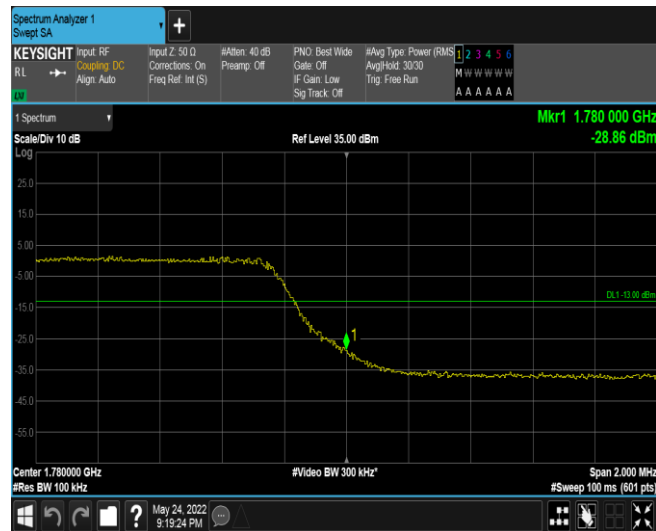 Spectrum Analyzer 1
Swept SA
+
KEYSIGHT
RL
Input: RF
Coupling: DC
Align: Auto
Input Z: 50 Ω
Corrections: On
Freq Ref: Int (S)
#Atten: 40 dB
Preamp: Off
PNO: Best Wide
Gate: Off
IF Gain: Low
Sig Track: Off
#Avg Type: Power (RMS
Avg|Hold: 30/30
Trig: Free Run
1 2 3 4 5 6
M W W W W W
A A A A A A
1 Spectrum
Mkr1 1.780 000 GHz
Scale/Div 10 dB
Ref Level 35.00 dBm
-28.86 dBm
Log
25.0
15.0
5.00
-5.00
DL1 -13.00 dBm
-15.0
1
-25.0
-35.0
-45.0
-55.0
Center 1.780000 GHz
#Video BW 300 kHz*
Span 2.000 MHz
#Res BW 100 kHz
#Sweep 100 ms (601 pts)
?
May 24, 2022
9:19:24 PM